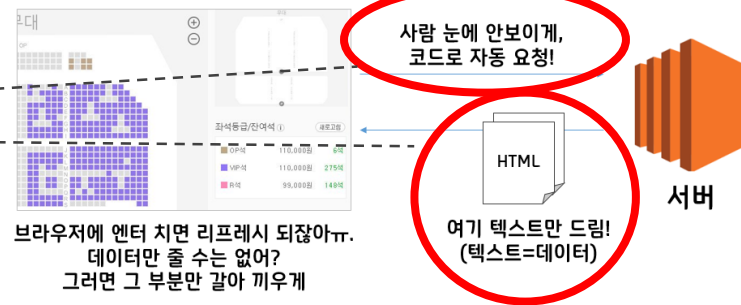 무대
OP
좌석등급/잔여석 ⓘ 새로고침
OP석 110,000원 6석
VIP석 110,000원 275석
R석 99,000원 148석
사람 눈에 안보이게,
코드로 자동 요청!
HTML
서버
여기 텍스트만 드림!
(텍스트=데이터)
브라우저에 엔터 치면 리프레시 되잖아ㅠ.
데이터만 줄 수는 없어?
그러면 그 부분만 갈아 끼우게